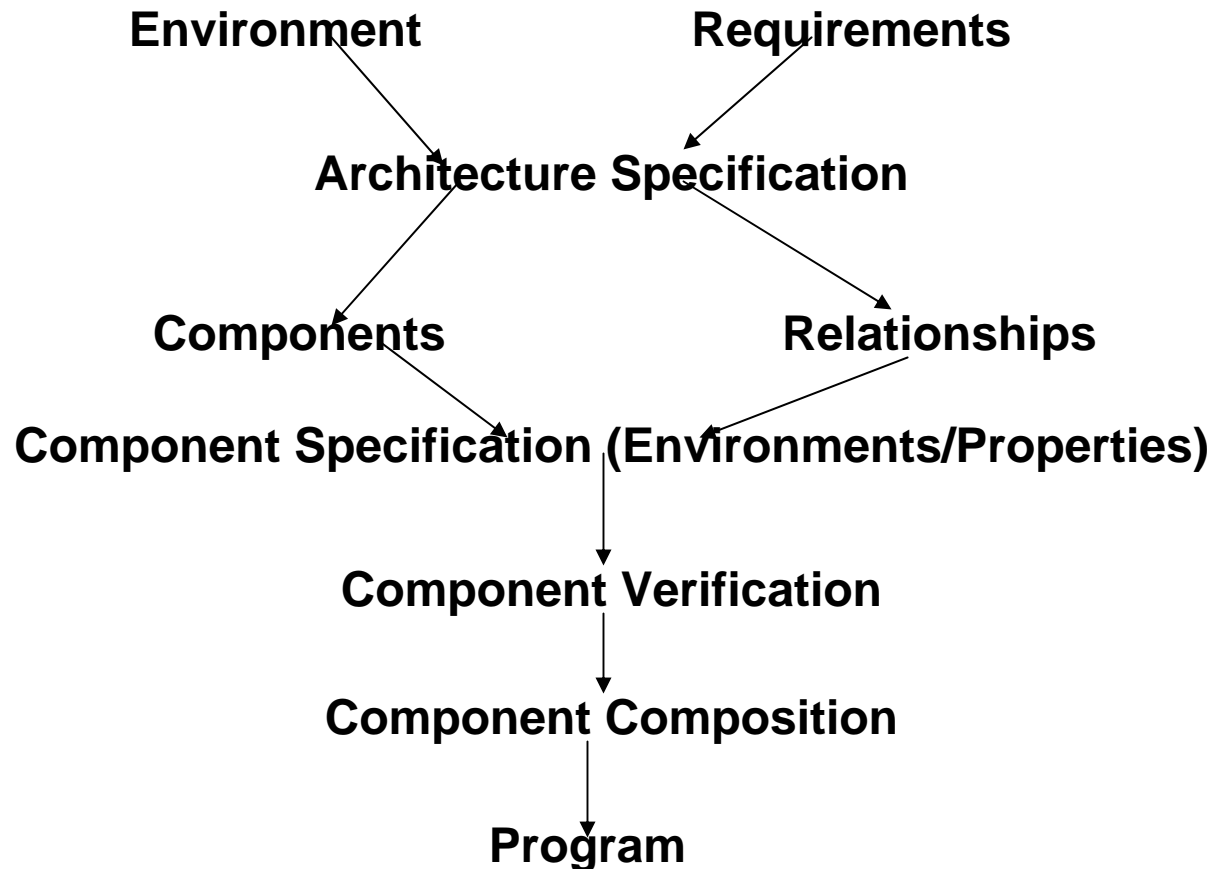 Environment Requirements
Architecture Specification
Components Relationships
Component Specification (Environments/Properties)
Component Verification
Component Composition
Program